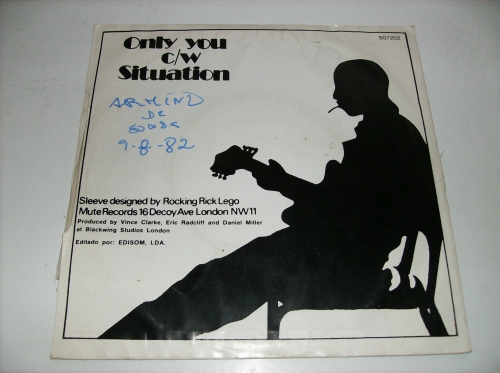 507202
Only you
c/w
Situation
ARMIND
DE
SOUSA
9-8-82
Sleeve designed by Rocking Rick Lego
Mute Records 16 Decoy Ave London NW11
Produced by Vince Clarke, Eric Radcliff and Daniel Miller
at Blackwing Studios London
Editado por: EDISOM, LDA.